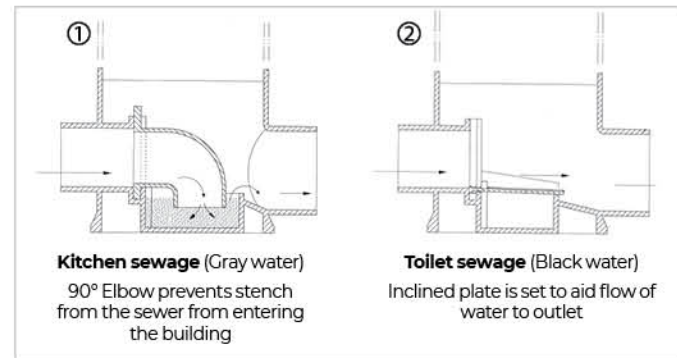 ①
Kitchen sewage (Gray water)
90º Elbow prevents stench
from the sewer from entering
the building
②
Toilet sewage (Black water)
Inclined plate is set to aid flow of
water to outlet